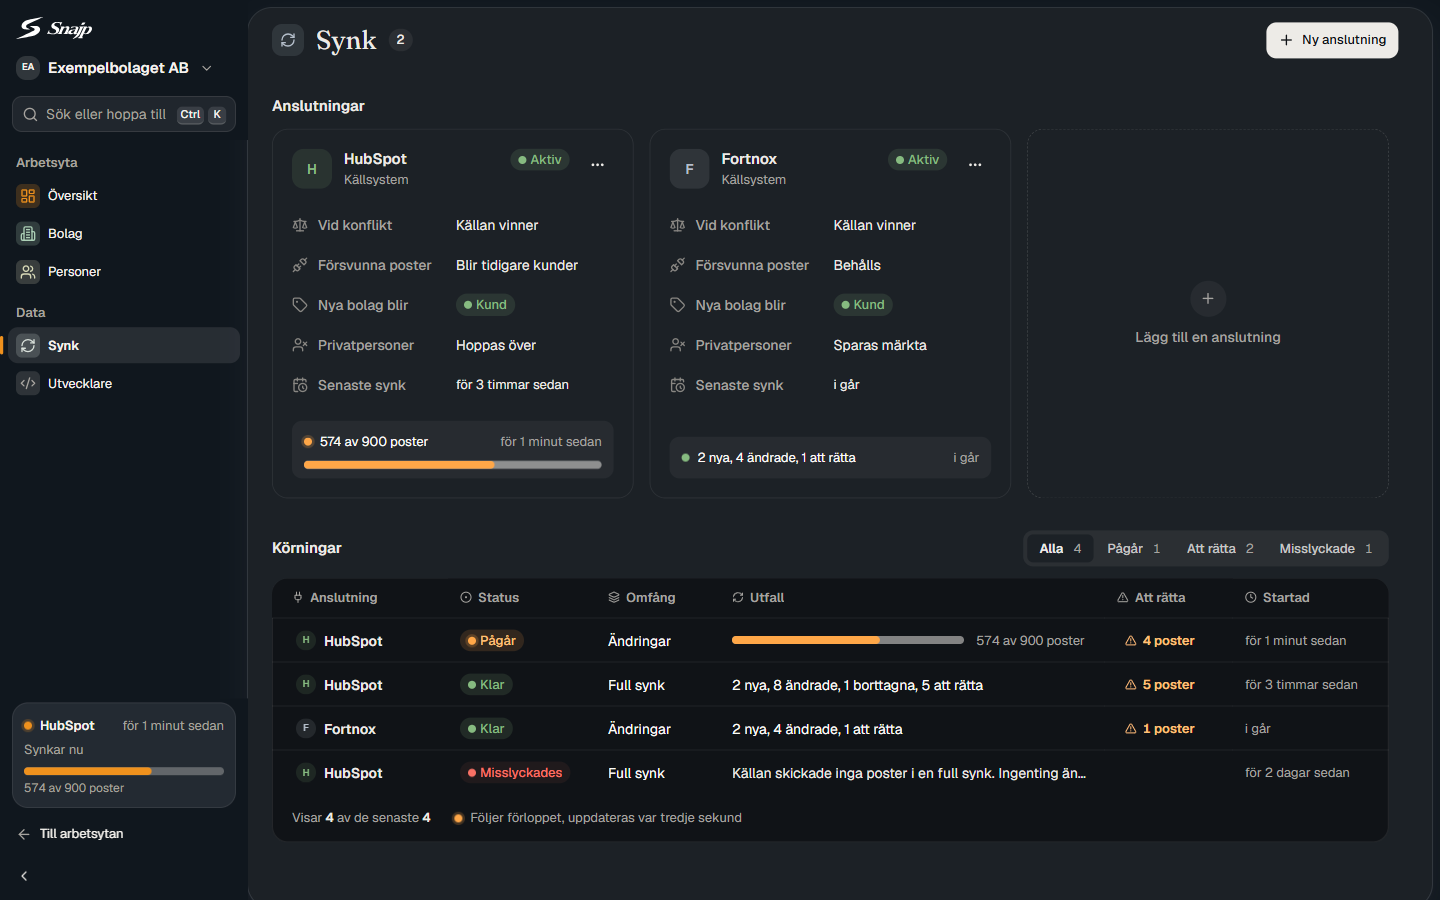 Snajp
EA Exempelbolaget AB
Sök eller hoppa till Ctrl K
Arbetsyta
Översikt
Bolag
Personer
Data
Synk
Utvecklare
HubSpot för 1 minut sedan
Synkar nu
574 av 900 poster
Till arbetsytan
Synk 2
Ny anslutning
Anslutningar
H HubSpot Aktiv ...
Källsystem
Vid konflikt Källan vinner
Försvunna poster Blir tidigare kunder
Nya bolag blir Kund
Privatpersoner Hoppas över
Senaste synk för 3 timmar sedan
574 av 900 poster för 1 minut sedan
F Fortnox Aktiv ...
Källsystem
Vid konflikt Källan vinner
Försvunna poster Behålls
Nya bolag blir Kund
Privatpersoner Sparas märkta
Senaste synk i går
2 nya, 4 ändrade, 1 att rätta i går
Lägg till en anslutning
Körningar
Alla 4 Pågår 1 Att rätta 2 Misslyckade 1
Anslutning Status Omfång Utfall Att rätta Startad
H HubSpot Pågår Ändringar 574 av 900 poster 4 poster för 1 minut sedan
H HubSpot Klar Full synk 2 nya, 8 ändrade, 1 borttagna, 5 att rätta 5 poster för 3 timmar sedan
F Fortnox Klar Ändringar 2 nya, 4 ändrade, 1 att rätta 1 poster i går
H HubSpot Misslyckades Full synk Källan skickade inga poster i en full synk. Ingenting än... för 2 dagar sedan
Visar 4 av de senaste 4 Följer förloppet, uppdateras var tredje sekund